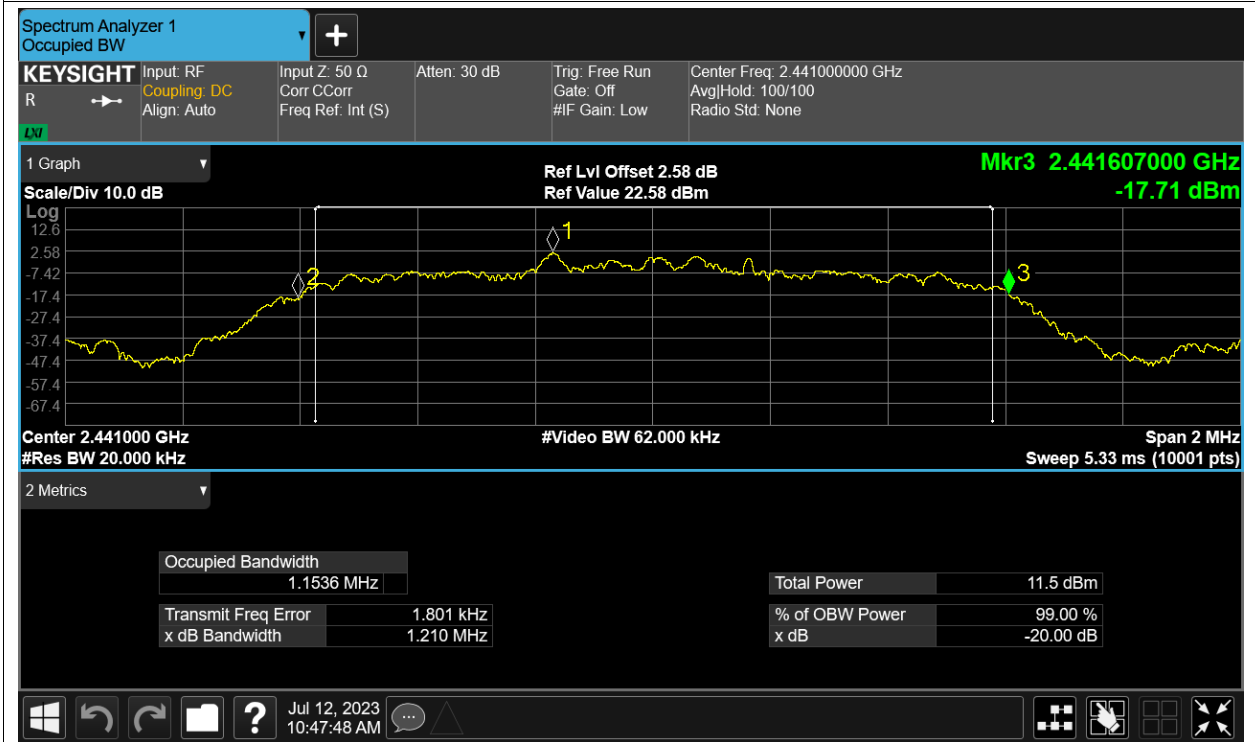 Spectrum Analyzer 1
Occupied BW
KEYSIGHT
R
LXI
Input: RF
Coupling: DC
Align: Auto
Input Z: 50 Ω
Corr CCorr
Freq Ref: Int (S)
Atten: 30 dB
Trig: Free Run
Gate: Off
#IF Gain: Low
Center Freq: 2.441000000 GHz
Avg|Hold: 100/100
Radio Std: None
1 Graph
Scale/Div 10.0 dB
Ref Lvl Offset 2.58 dB
Ref Value 22.58 dBm
Mkr3 2.441607000 GHz
-17.71 dBm
Log
12.6
2.58
-7.42
-17.4
-27.4
-37.4
-47.4
-57.4
-67.4
1
2
3
Center 2.441000 GHz
#Res BW 20.000 kHz
#Video BW 62.000 kHz
Span 2 MHz
Sweep 5.33 ms (10001 pts)
2 Metrics
Occupied Bandwidth
1.1536 MHz
Transmit Freq Error 1.801 kHz
x dB Bandwidth 1.210 MHz
Total Power 11.5 dBm
% of OBW Power 99.00 %
x dB -20.00 dB
?
Jul 12, 2023
10:47:48 AM